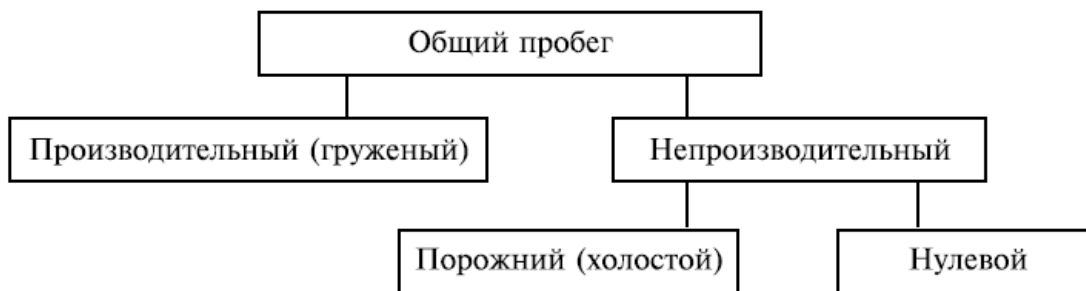 Общий пробег
Производительный (груженый)
Непроизводительный
Порожний (холостой)
Нулевой